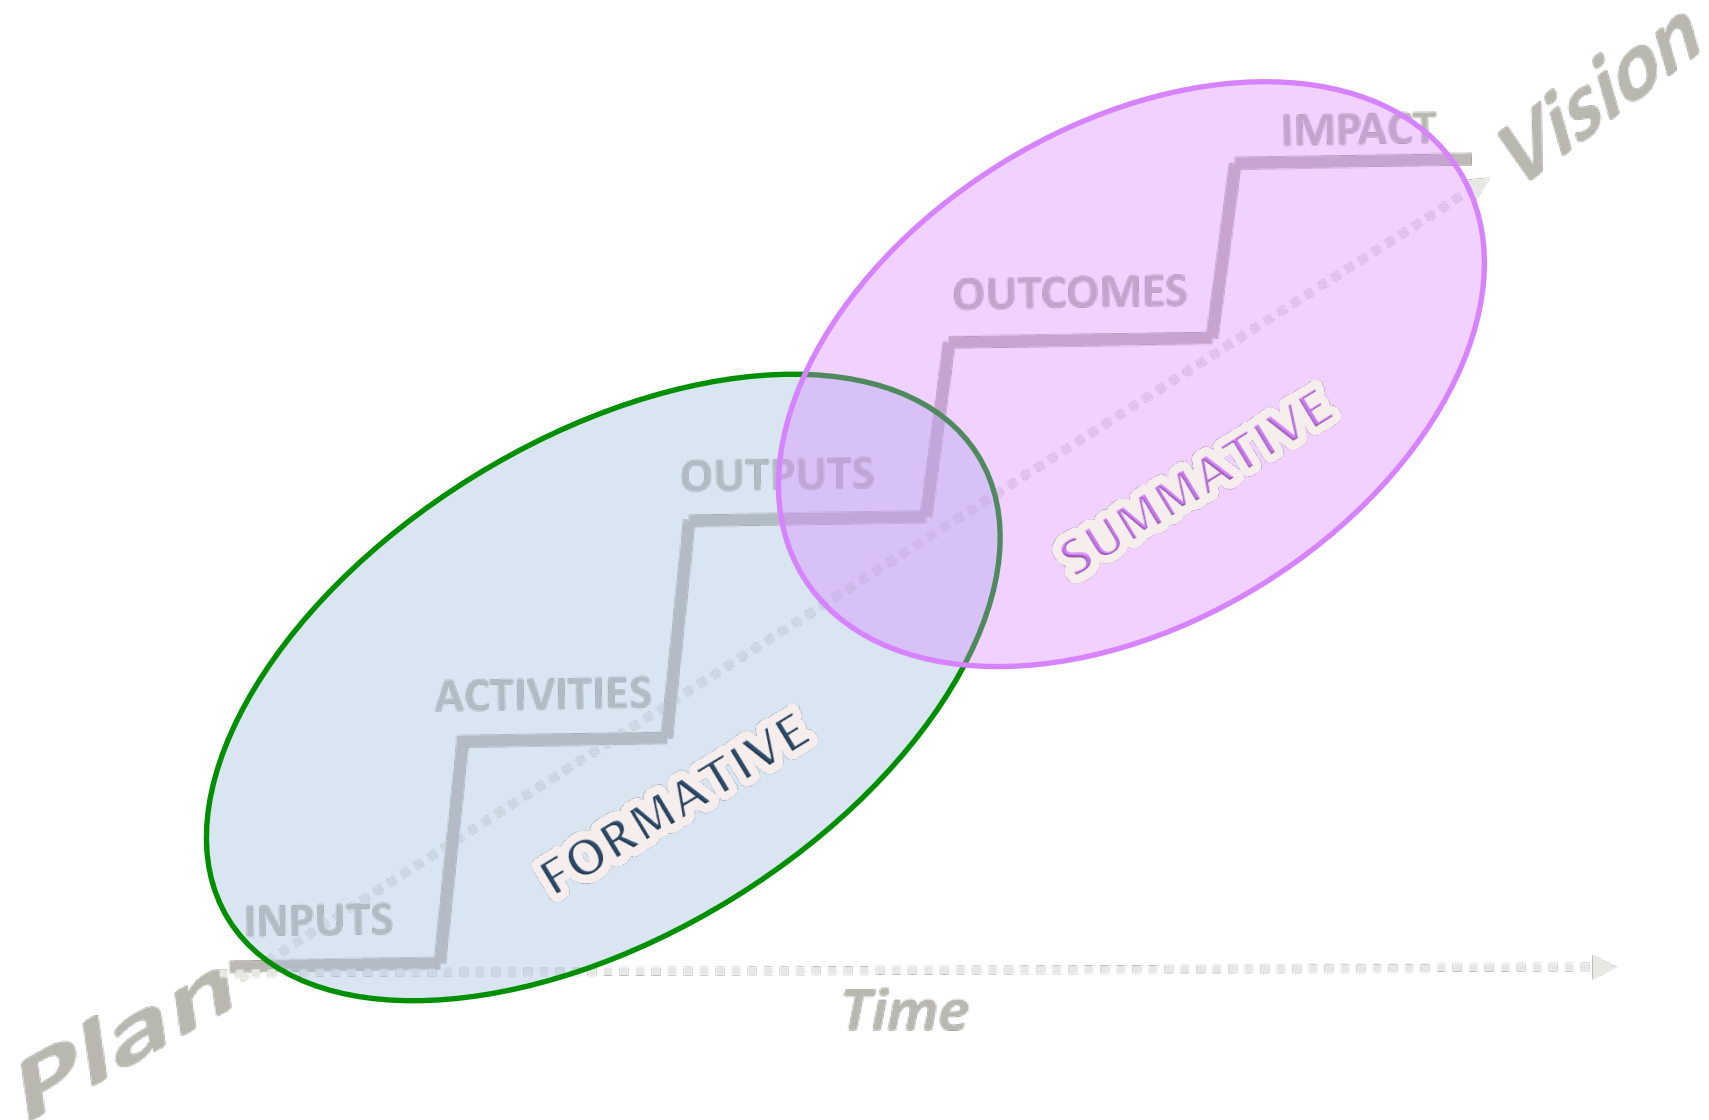 Vision
IMPACT
OUTCOMES
SUMMATIVE
OUTPUTS
ACTIVITIES
FORMATIVE
INPUTS
Plan
Time